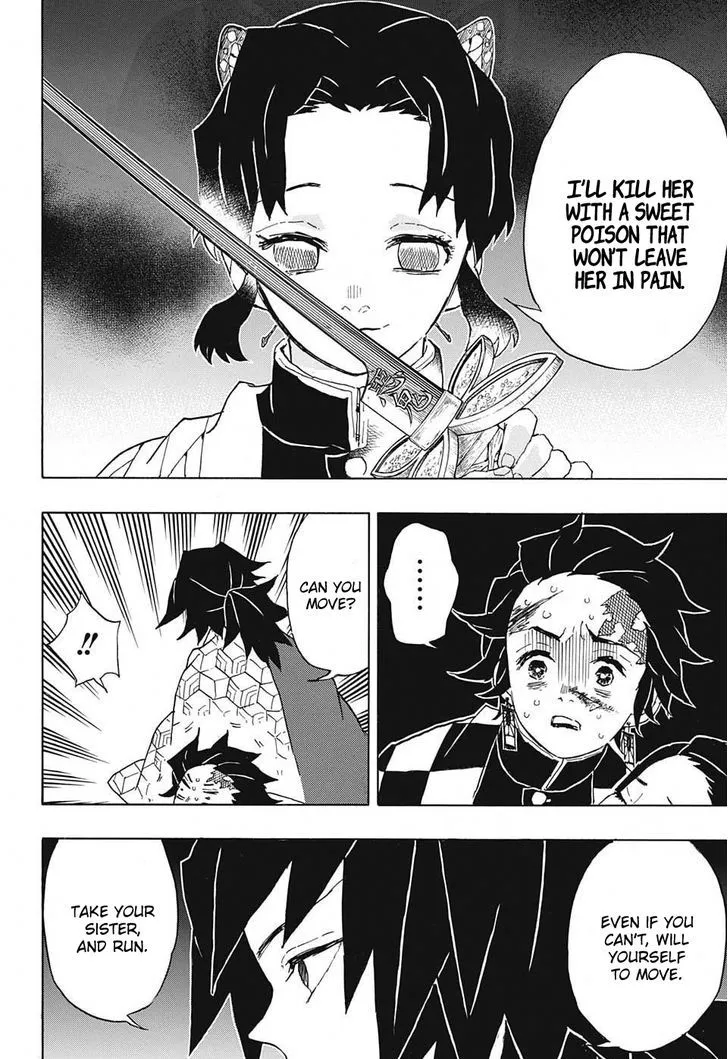 I'LL KILL HER
WITH A SWEET
POISON THAT
WON'T LEAVE
HER IN PAIN.
......
CAN YOU
MOVE?
!!
EVEN IF YOU
CAN'T, WILL
YOURSELF
TO MOVE.
TAKE YOUR
SISTER,
AND RUN.